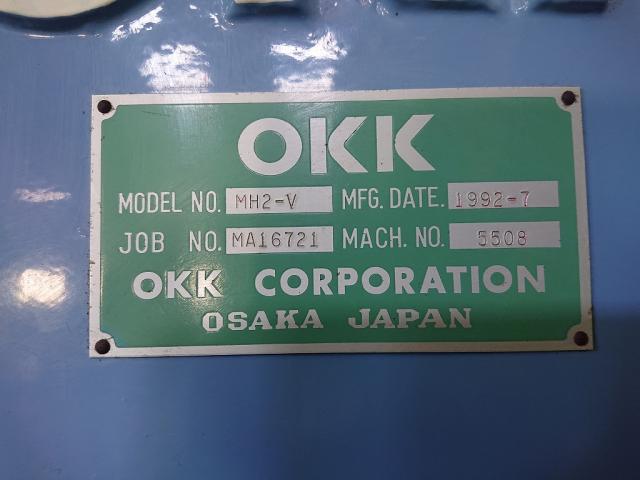 OKK
MODEL NO. MH2-V MFG. DATE. 1992-7
JOB NO. MA16721 MACH. NO. 5508
OKK CORPORATION
OSAKA JAPAN